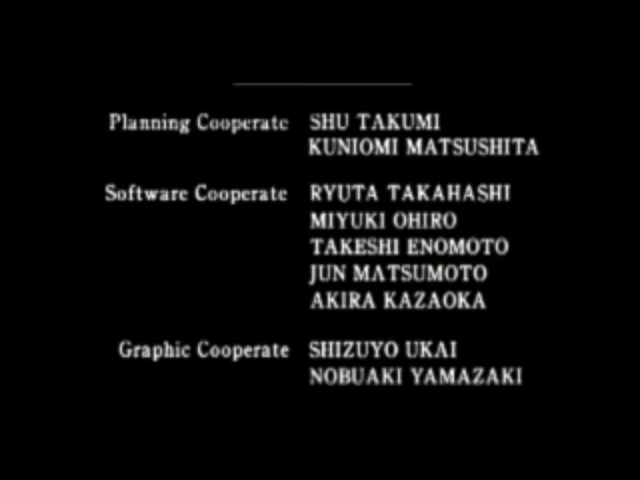 Planning Cooperate SHU TAKUMI
KUNIOMI MATSUSHITA
Software Cooperate RYUTA TAKAHASHI
MIYUKI OHIRO
TAKESHI ENOMOTO
JUN MATSUMOTO
AKIRA KAZAOKA
Graphic Cooperate SHIZUYO UKAI
NOBUAKI YAMAZAKI